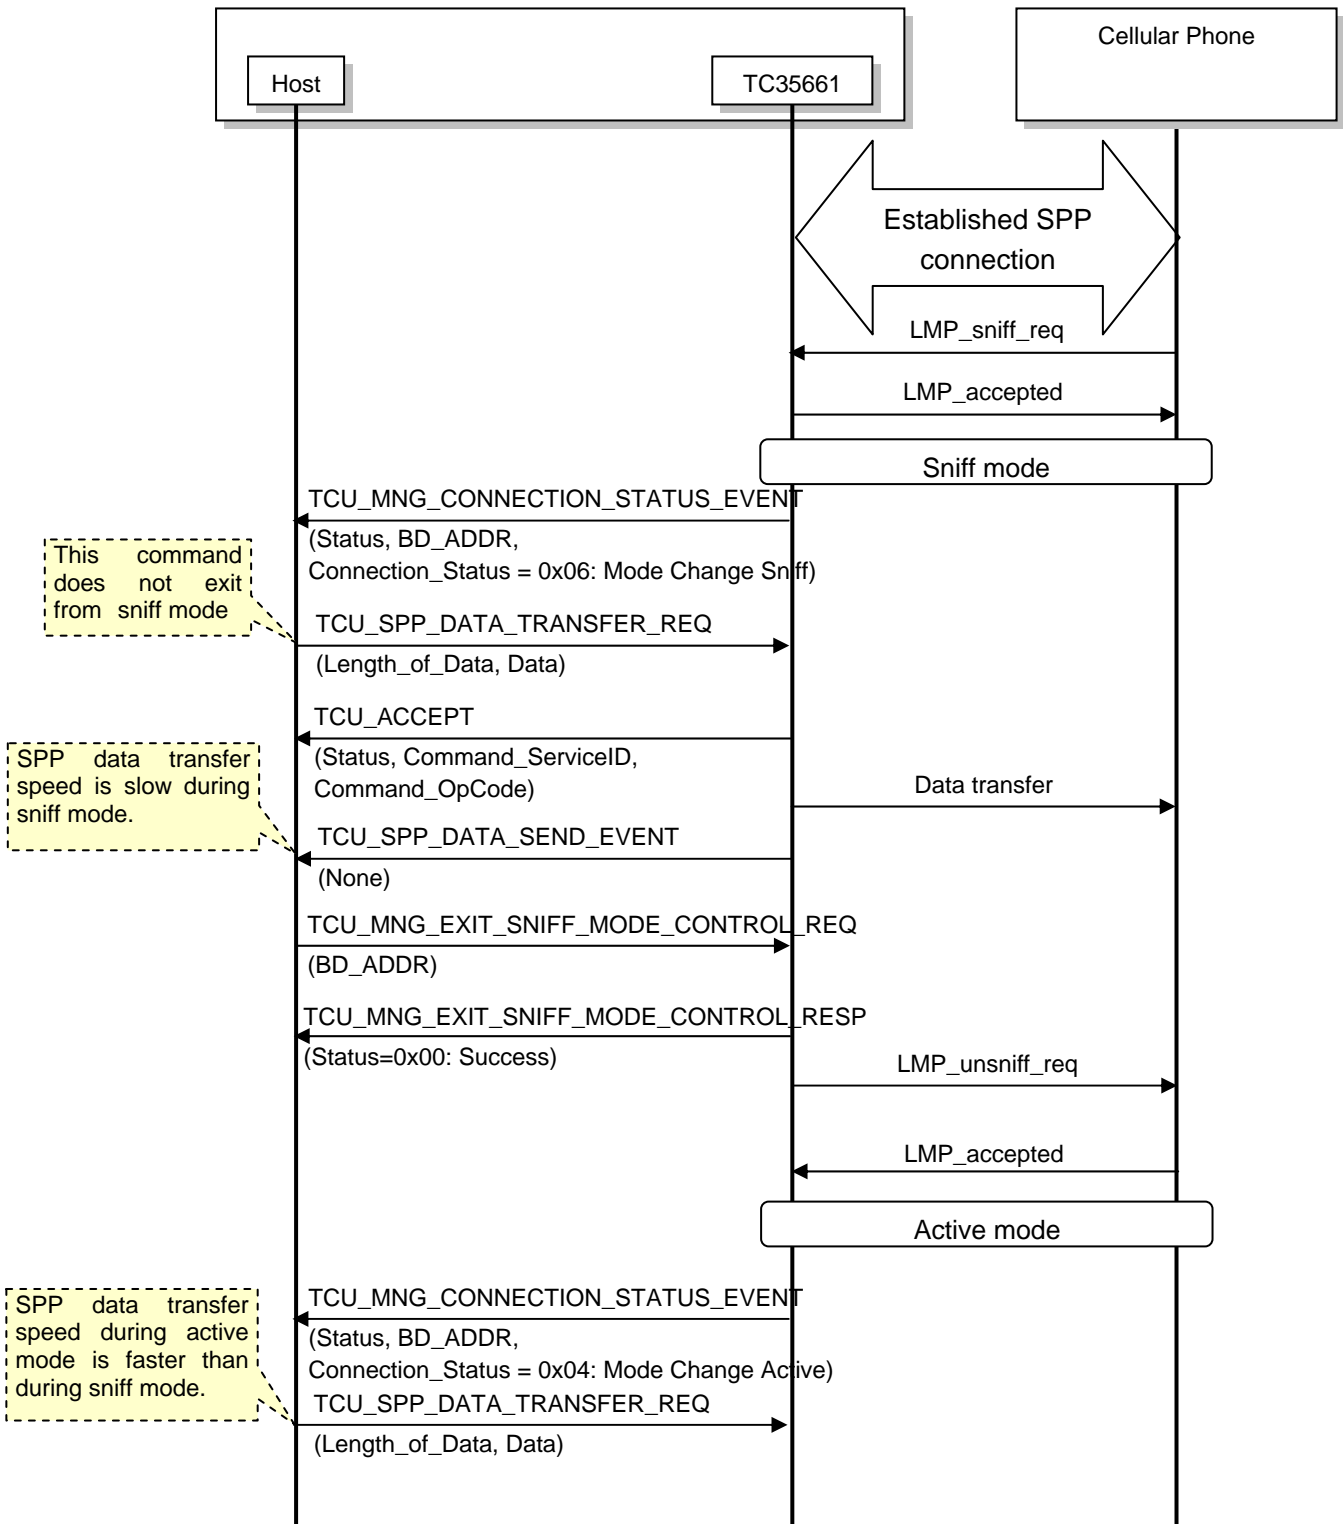 Cellular Phone
Host
TC35661
Established SPP
connection
LMP_sniff_req
LMP_accepted
Sniff mode
TCU_MNG_CONNECTION_STATUS_EVENT
(Status, BD_ADDR,
Connection_Status = 0x06: Mode Change Sniff)
This command
does not exit
from sniff mode
TCU_SPP_DATA_TRANSFER_REQ
(Length_of_Data, Data)
TCU_ACCEPT
(Status, Command_ServiceID,
Command_OpCode)
SPP data transfer
speed is slow during
sniff mode.
Data transfer
TCU_SPP_DATA_SEND_EVENT
(None)
TCU_MNG_EXIT_SNIFF_MODE_CONTROL_REQ
(BD_ADDR)
TCU_MNG_EXIT_SNIFF_MODE_CONTROL_RESP
(Status=0x00: Success)
LMP_unsniff_req
LMP_accepted
Active mode
SPP data transfer
speed during active
mode is faster than
during sniff mode.
TCU_MNG_CONNECTION_STATUS_EVENT
(Status, BD_ADDR,
Connection_Status = 0x04: Mode Change Active)
TCU_SPP_DATA_TRANSFER_REQ
(Length_of_Data, Data)